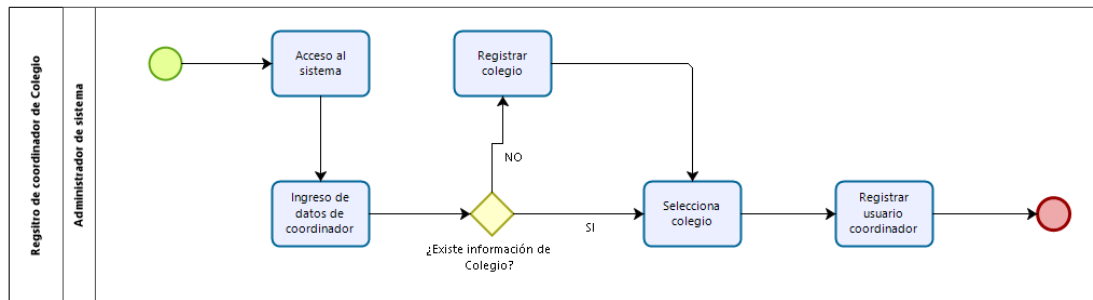 Regsitro de coordinador de Colegio
Administrador de sistema
Acceso al
sistema
Registrar
colegio
NO
Ingreso de
datos de
coordinador
¿Existe información de
Colegio?
SI
Selecciona
colegio
Registrar
usuario
coordinador